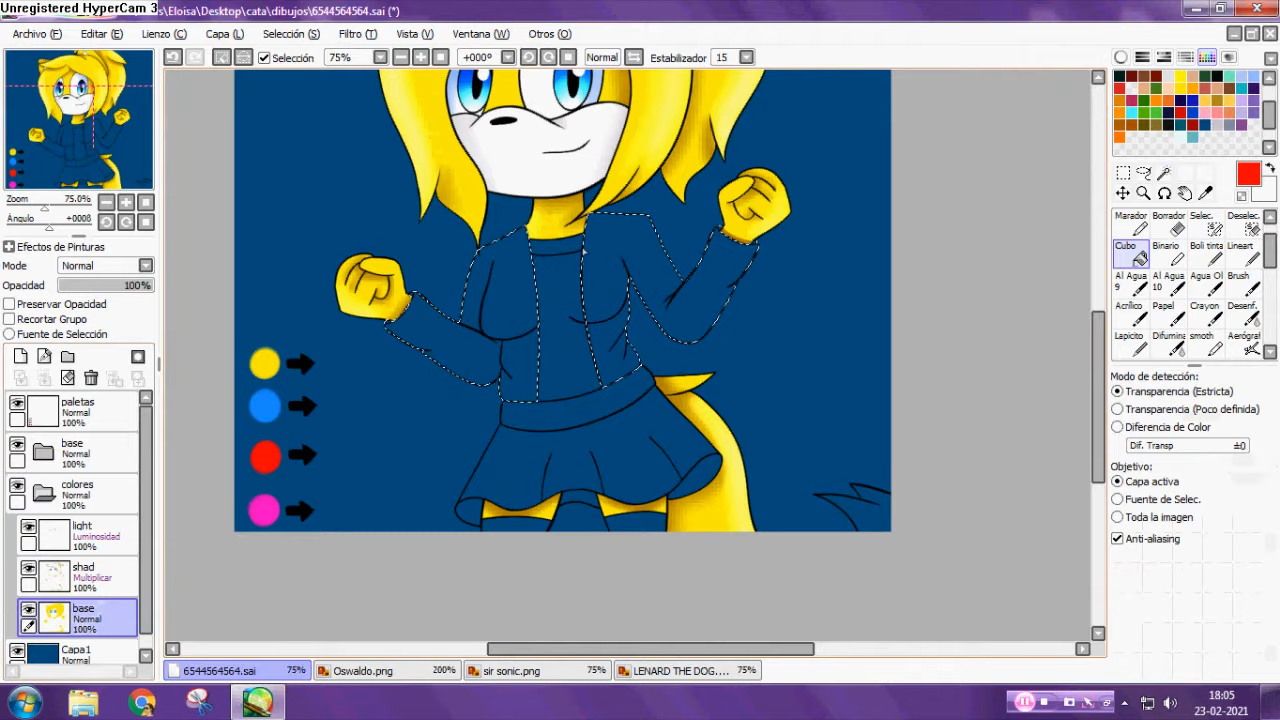 Unregistered HyperCam 3
is\Eloisa\Desktop\cata\dibujos\6544564564.sai (*)
Archivo (F) Editar (E) Lienzo (C) Capa (L) Selección (S) Filtro (T) Vista (V) Ventana (W) Otros (O)
Selección 75% +000º Normal Estabilizador 15
Zoom 75.0%
Ángulo +000ß
Efectos de Pinturas
Mode Normal
Opacidad 100%
Preservar Opacidad
Recortar Grupo
Fuente de Selección
paletas
Normal
100%
base
Normal
100%
colores
Normal
100%
light
Luminosidad
100%
shad
Multiplicar
100%
base
Normal
100%
Capa1
Normal
Marador Borrador Selec. Deselec.
Cubo Binario Boli tinta Lineart
Al Agua 9 Al Agua 10 Agua Ol Brush
Acrílico Papel Crayon Desenf.
Lapicito Difumina smoth Aerógraf
Modo de detección:
Transparencia (Estricta)
Transparencia (Poco definida)
Diferencia de Color
Dif. Transp ±0
Objetivo:
Capa activa
Fuente de Selec.
Toda la imagen
Anti-aliasing
6544564564.sai 75% Oswaldo.png 200% sir sonic.png 75% LENARD THE DOG.... 75%
18:05
23-02-2021